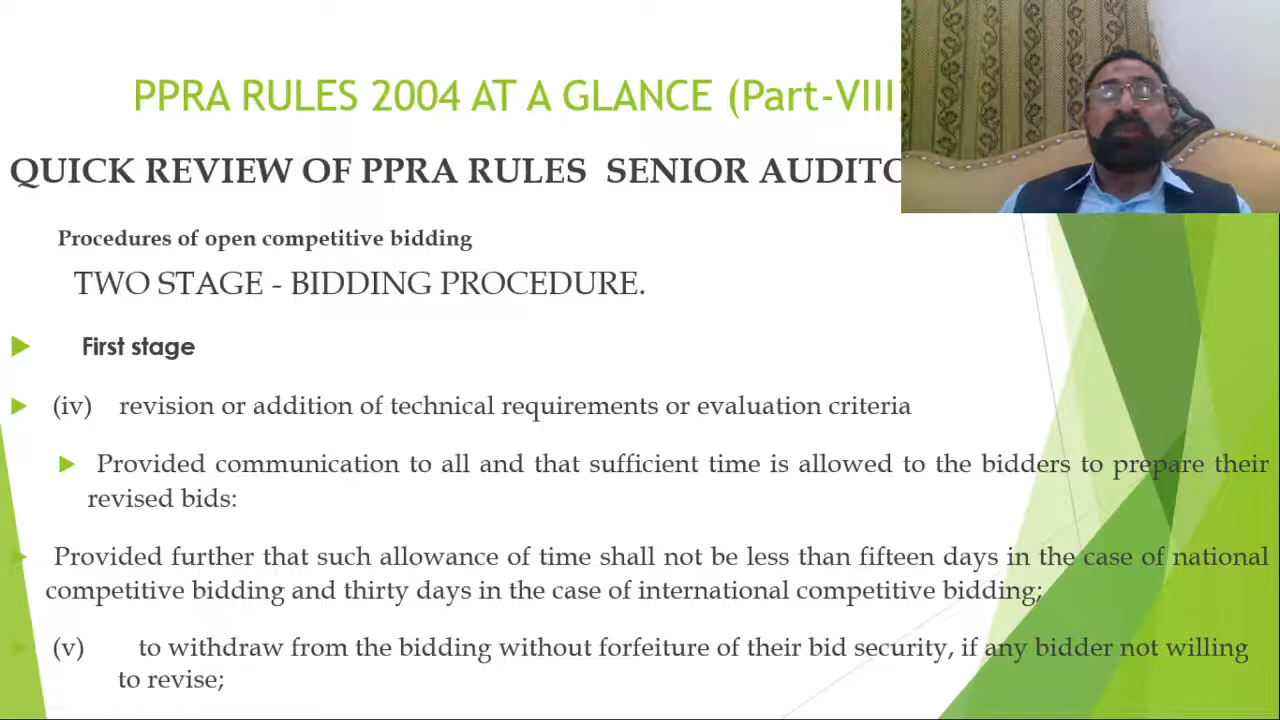 PPRA RULES 2004 AT A GLANCE (Part-VIII)
QUICK REVIEW OF PPRA RULES SENIOR AUDITO
Procedures of open competitive bidding
TWO STAGE - BIDDING PROCEDURE.
First stage
(iv) revision or addition of technical requirements or evaluation criteria
Provided communication to all and that sufficient time is allowed to the bidders to prepare their
revised bids:
Provided further that such allowance of time shall not be less than fifteen days in the case of national
competitive bidding and thirty days in the case of international competitive bidding;
(v) to withdraw from the bidding without forfeiture of their bid security, if any bidder not willing
to revise;